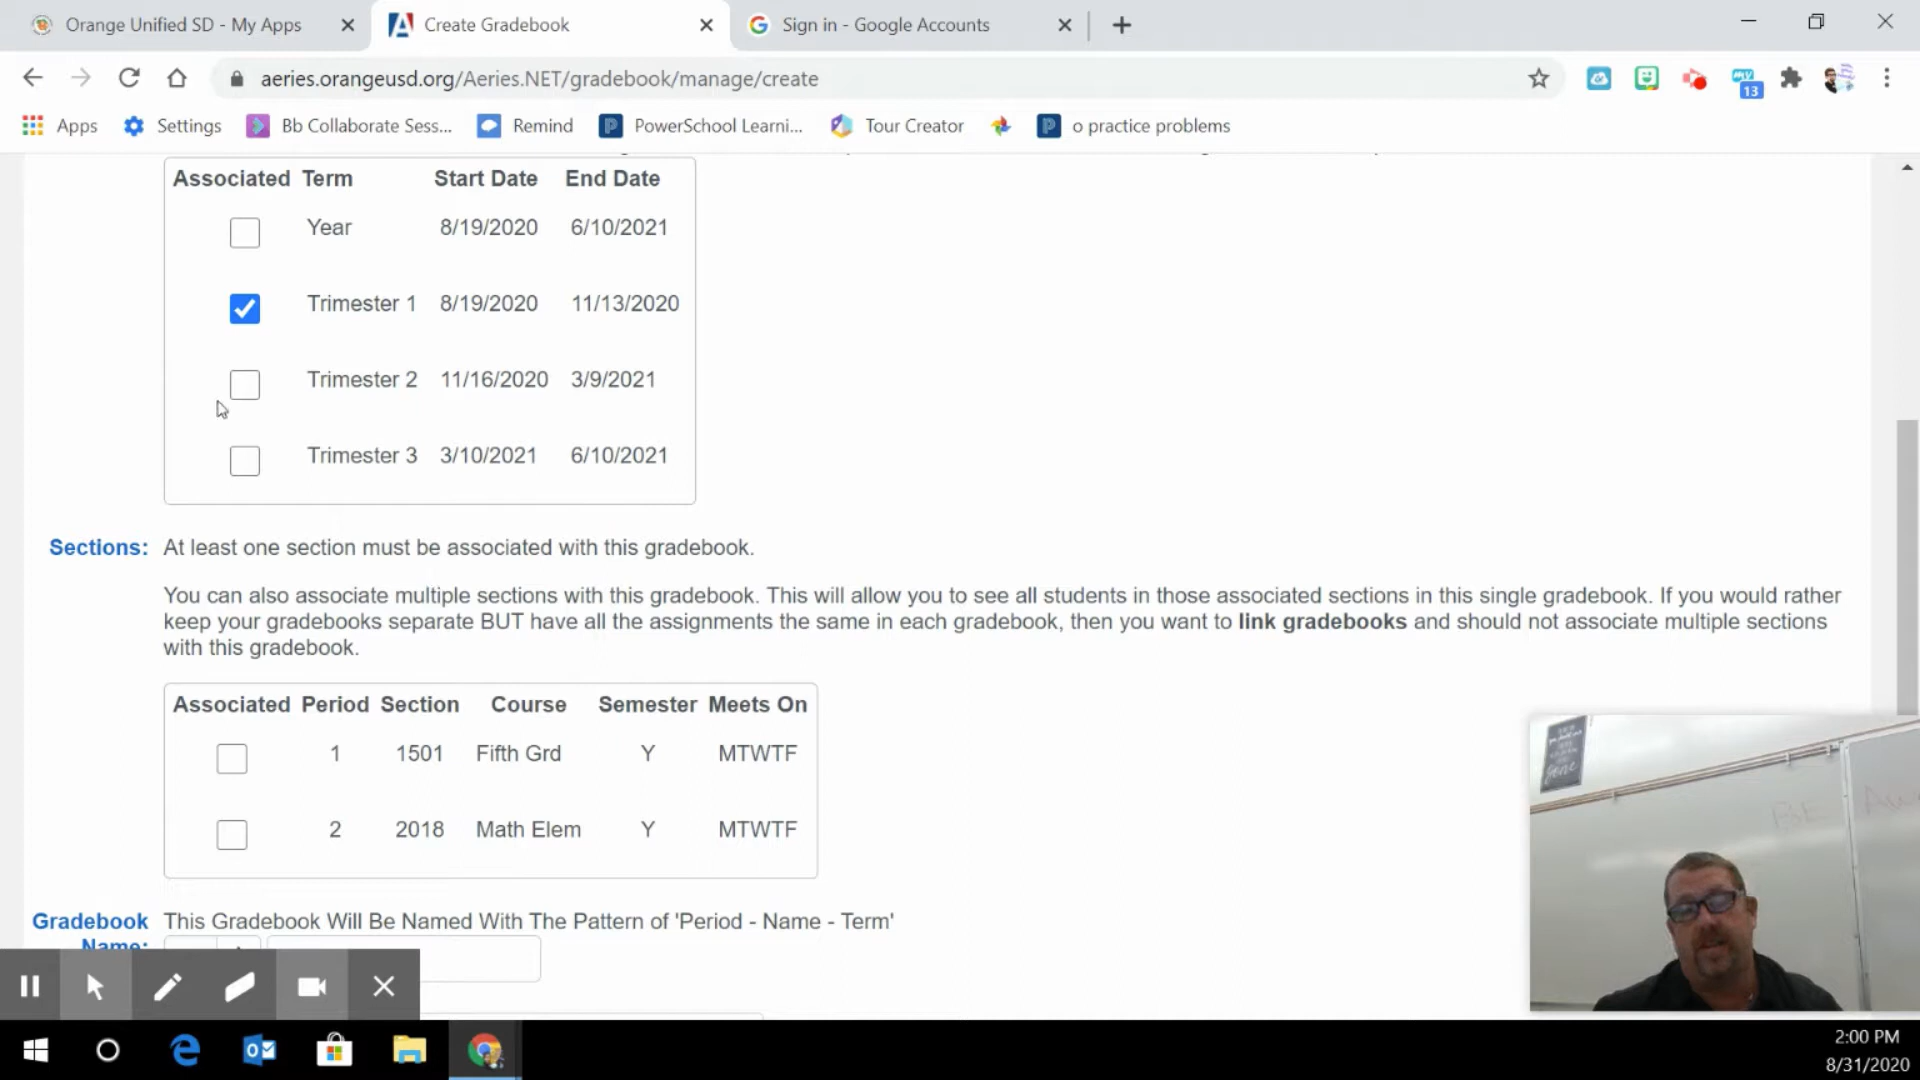 Orange Unified SD - My Apps
Create Gradebook
Sign in - Google Accounts
aeries.orangeusd.org/Aeries.NET/gradebook/manage/create
13
Apps
Settings
Bb Collaborate Sess...
Remind
PowerSchool Learni...
Tour Creator
o practice problems
Associated Term Start Date End Date
Year 8/19/2020 6/10/2021
Trimester 1 8/19/2020 11/13/2020
Trimester 2 11/16/2020 3/9/2021
Trimester 3 3/10/2021 6/10/2021
Sections: At least one section must be associated with this gradebook.
You can also associate multiple sections with this gradebook. This will allow you to see all students in those associated sections in this single gradebook. If you would rather
keep your gradebooks separate BUT have all the assignments the same in each gradebook, then you want to link gradebooks and should not associate multiple sections
with this gradebook.
Associated Period Section Course Semester Meets On
1 1501 Fifth Grd Y MTWTF
2 2018 Math Elem Y MTWTF
Gradebook This Gradebook Will Be Named With The Pattern of 'Period - Name - Term'
Name:
BE
gone
2:00 PM
8/31/2020